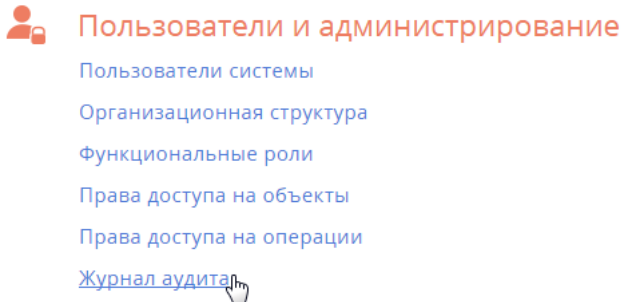 Пользователи и администрирование
Пользователи системы
Организационная структура
Функциональные роли
Права доступа на объекты
Права доступа на операции
Журнал аудита